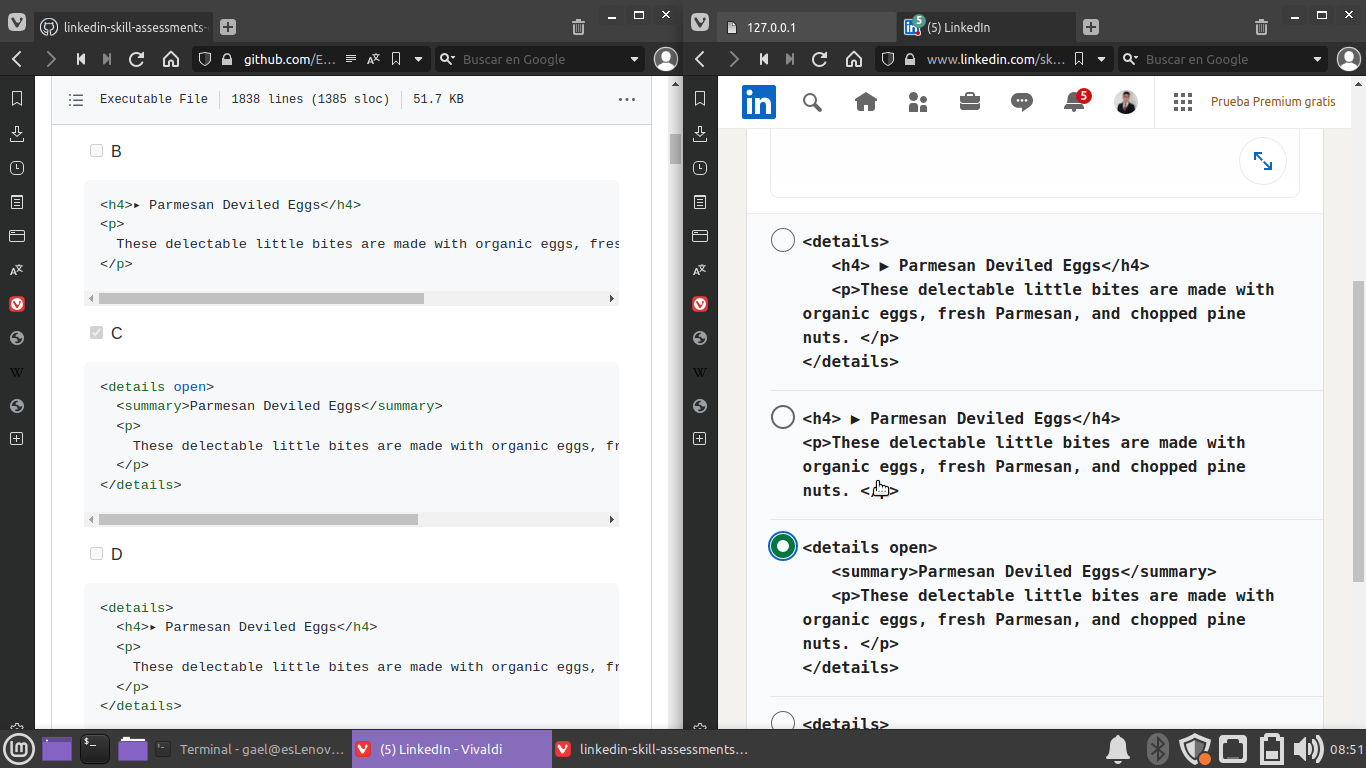 linkedin-skill-assessments-
github.com/E...
Buscar en Google
Executable File
1838 lines (1385 sloc)
51.7 KB
B
<h4>▸ Parmesan Deviled Eggs</h4>
<p>
These delectable little bites are made with organic eggs, fres
</p>
C
<details open>
<summary>Parmesan Deviled Eggs</summary>
<p>
These delectable little bites are made with organic eggs, fr
</p>
</details>
D
<details>
<h4>▸ Parmesan Deviled Eggs</h4>
<p>
These delectable little bites are made with organic eggs, fr
</p>
</details>
127.0.0.1
in
5
(5) LinkedIn
www.linkedin.com/sk...
Buscar en Google
in
5
Prueba Premium gratis
<details>
<h4> ▶ Parmesan Deviled Eggs</h4>
<p>These delectable little bites are made with
organic eggs, fresh Parmesan, and chopped pine
nuts. </p>
</details>
<h4> ▶ Parmesan Deviled Eggs</h4>
<p>These delectable little bites are made with
organic eggs, fresh Parmesan, and chopped pine
nuts. </p>
<details open>
<summary>Parmesan Deviled Eggs</summary>
<p>These delectable little bites are made with
organic eggs, fresh Parmesan, and chopped pine
nuts. </p>
</details>
<details>
Terminal - gael@esLenov...
(5) LinkedIn - Vivaldi
linkedin-skill-assessments...
08:51